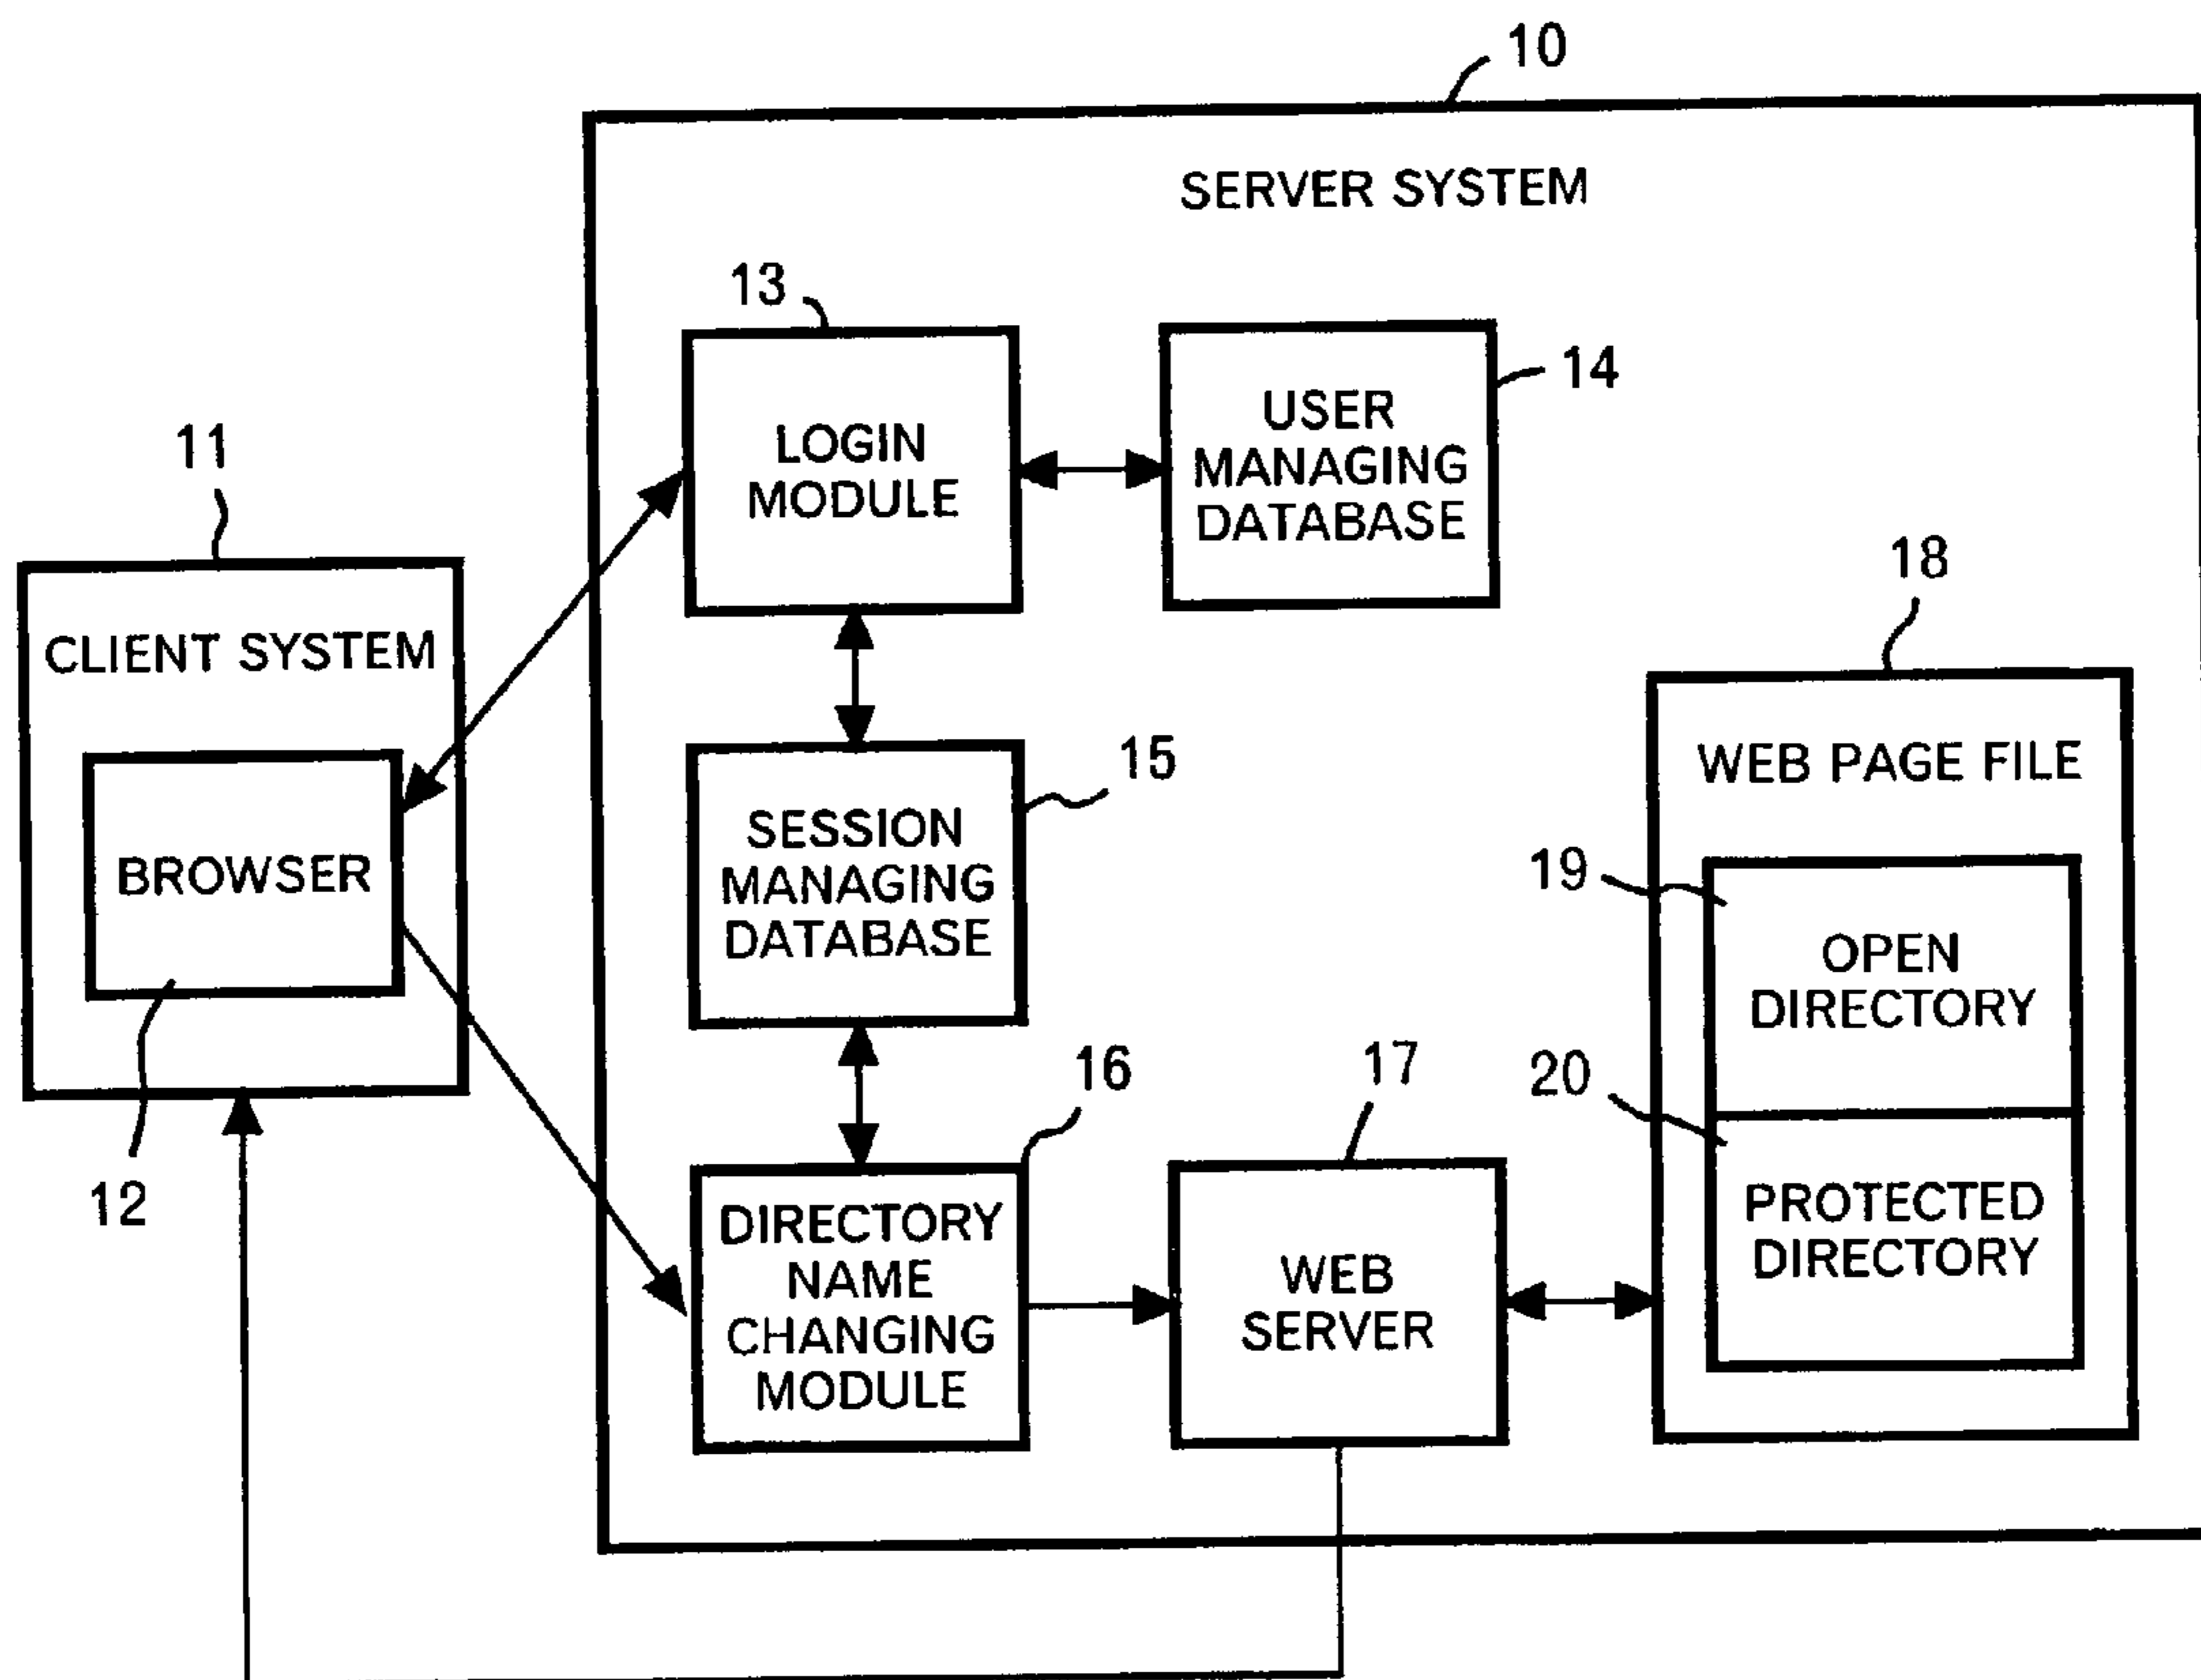 10
SERVER SYSTEM
13
LOGIN
MODULE
14
USER
MANAGING
DATABASE
11
CLIENT SYSTEM
BROWSER
12
15
SESSION
MANAGING
DATABASE
16
DIRECTORY
NAME
CHANGING
MODULE
17
WEB
SERVER
18
WEB PAGE FILE
19
OPEN
DIRECTORY
20
PROTECTED
DIRECTORY